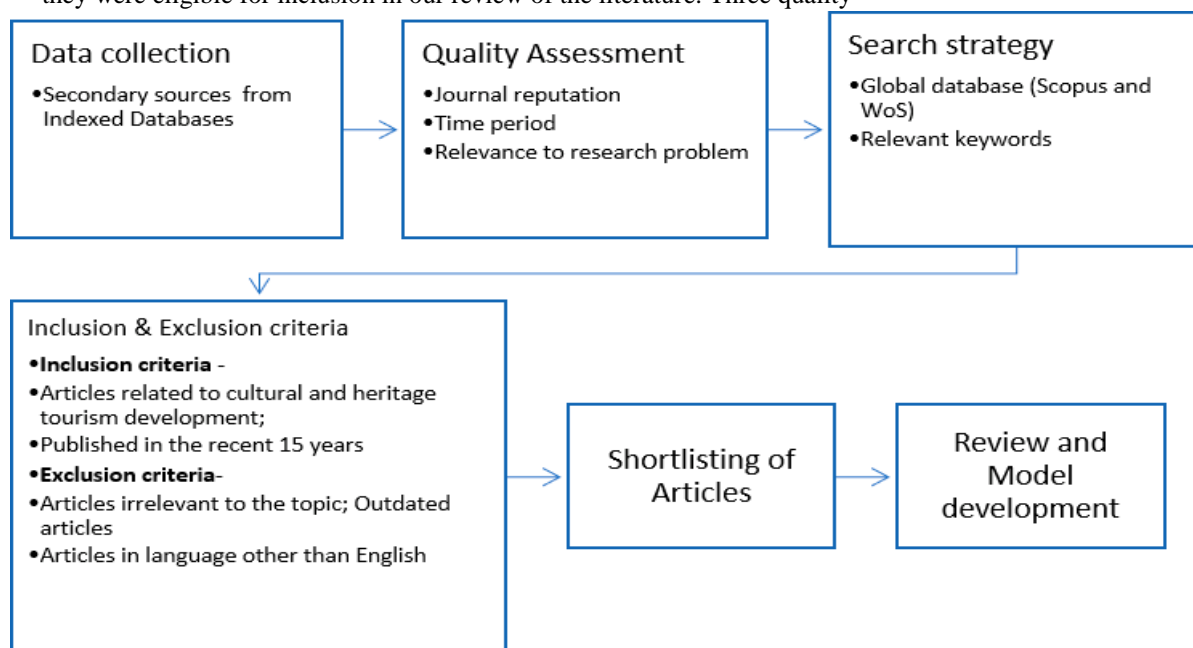 they were eligible for inclusion in our review of the literature. Three quality
Data collection
•Secondary sources from
Indexed Databases
Quality Assessment
•Journal reputation
•Time period
•Relevance to research problem
Search strategy
•Global database (Scopus and
WoS)
•Relevant keywords
Inclusion & Exclusion criteria
•Inclusion criteria -
•Articles related to cultural and heritage
tourism development;
•Published in the recent 15 years
•Exclusion criteria-
•Articles irrelevant to the topic; Outdated
articles
•Articles in language other than English
Shortlisting of
Articles
Review and
Model
development